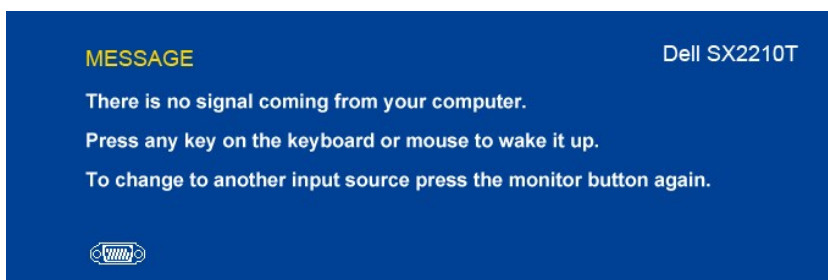 MESSAGE
Dell SX2210T
There is no signal coming from your computer.
Press any key on the keyboard or mouse to wake it up.
To change to another input source press the monitor button again.